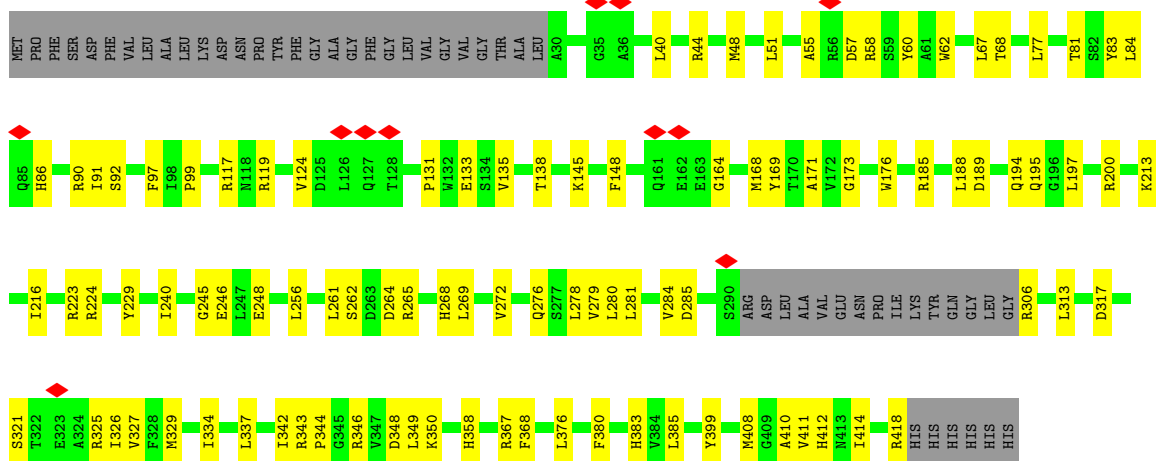 MET PRO PHE SER ASP PHE VAL LEU ALA LEU LYS ASP ASN PRO TYR PHE GLY ALA GLY PHE GLY LEU VAL GLY VAL GLY THR ALA LEU A30 G35 A36 L40 R44 M48 L51 A55 R56 D57 R58 S59 Y60 A61 W62 L67 T68 L77 T81 S82 Y83 L84
Q85 H86 R90 I91 S92 F97 I98 P99 R117 N118 R119 V124 D125 L126 Q127 T128 P131 W132 E133 S134 V135 T138 K145 F148 Q161 E162 E163 G164 M168 Y169 T170 A171 V172 G173 W176 R185 L188 D189 Q194 Q195 G196 L197 R200 K213
I216 R223 R224 Y229 I240 G245 E246 L247 E248 L256 L261 S262 D263 D264 R265 H268 L269 V272 Q276 S277 L278 V279 L280 L281 V284 D285 S290 ARG ASP LEU ALA VAL GLU ASN PRO ILE LYS TYR GLN GLY LEU GLY R306 L313 D317
S321 T322 E323 A324 R325 I326 V327 F328 M329 I334 L337 I342 R343 P344 G345 R346 V347 D348 L349 K350 H358 R367 F368 L376 F380 H383 V384 L385 Y399 M408 G409 A410 V411 H412 N413 I414 R418 HIS HIS HIS HIS HIS HIS